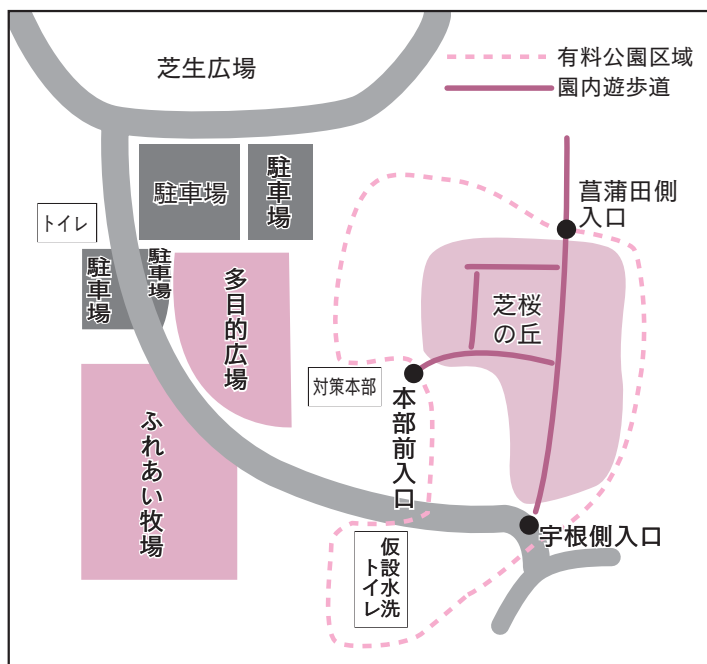 芝生広場
有料公園区域
園内遊歩道
駐車場
駐車場
菖蒲田側
入口
トイレ
駐車場
駐車場
多目的広場
芝桜
の丘
対策本部
本部前入口
ふれあい牧場
宇根側入口
仮設水洗
トイレ